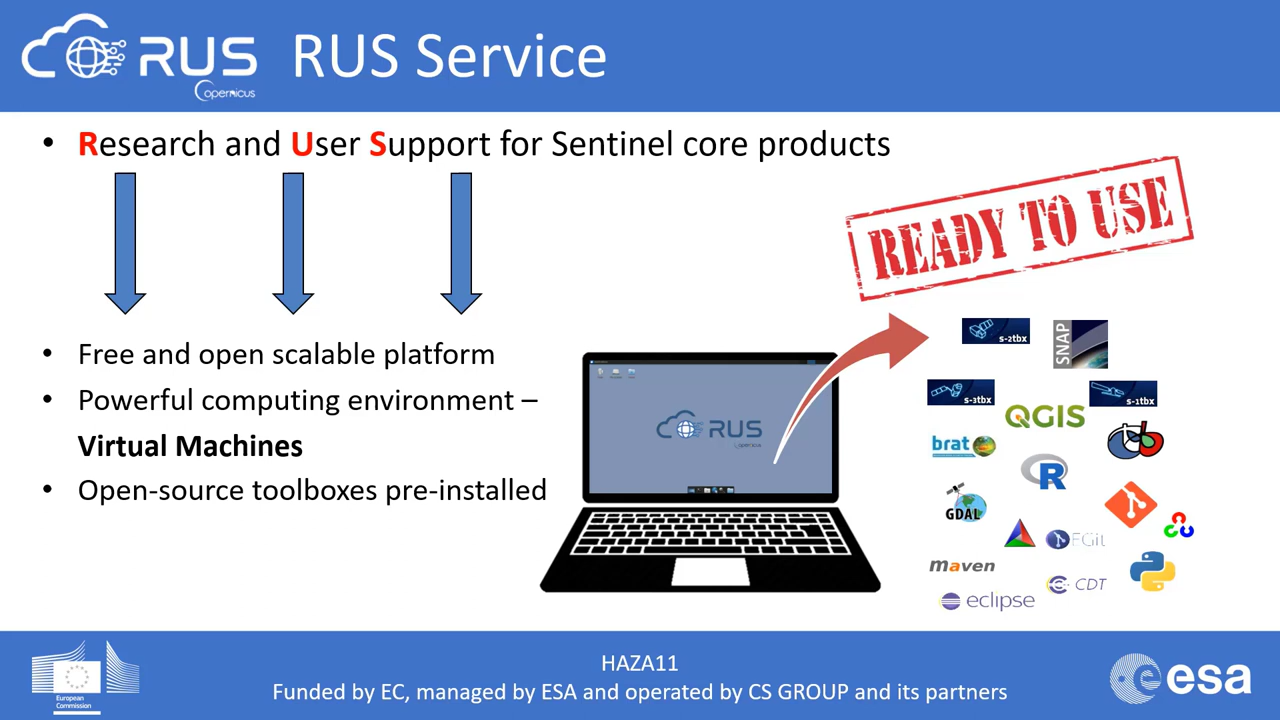 RUS
Copernicus
RUS Service
• Research and User Support for Sentinel core products
READY TO USE
• Free and open scalable platform
• Powerful computing environment –
Virtual Machines
• Open-source toolboxes pre-installed
RUS
Copernicus
s-2tbx
SNAP
s-3tbx
s-1tbx
QGIS
brat
R
GDAL
EGit
maven
CDT
eclipse
European
Commission
HAZA11
Funded by EC, managed by ESA and operated by CS GROUP and its partners
esa